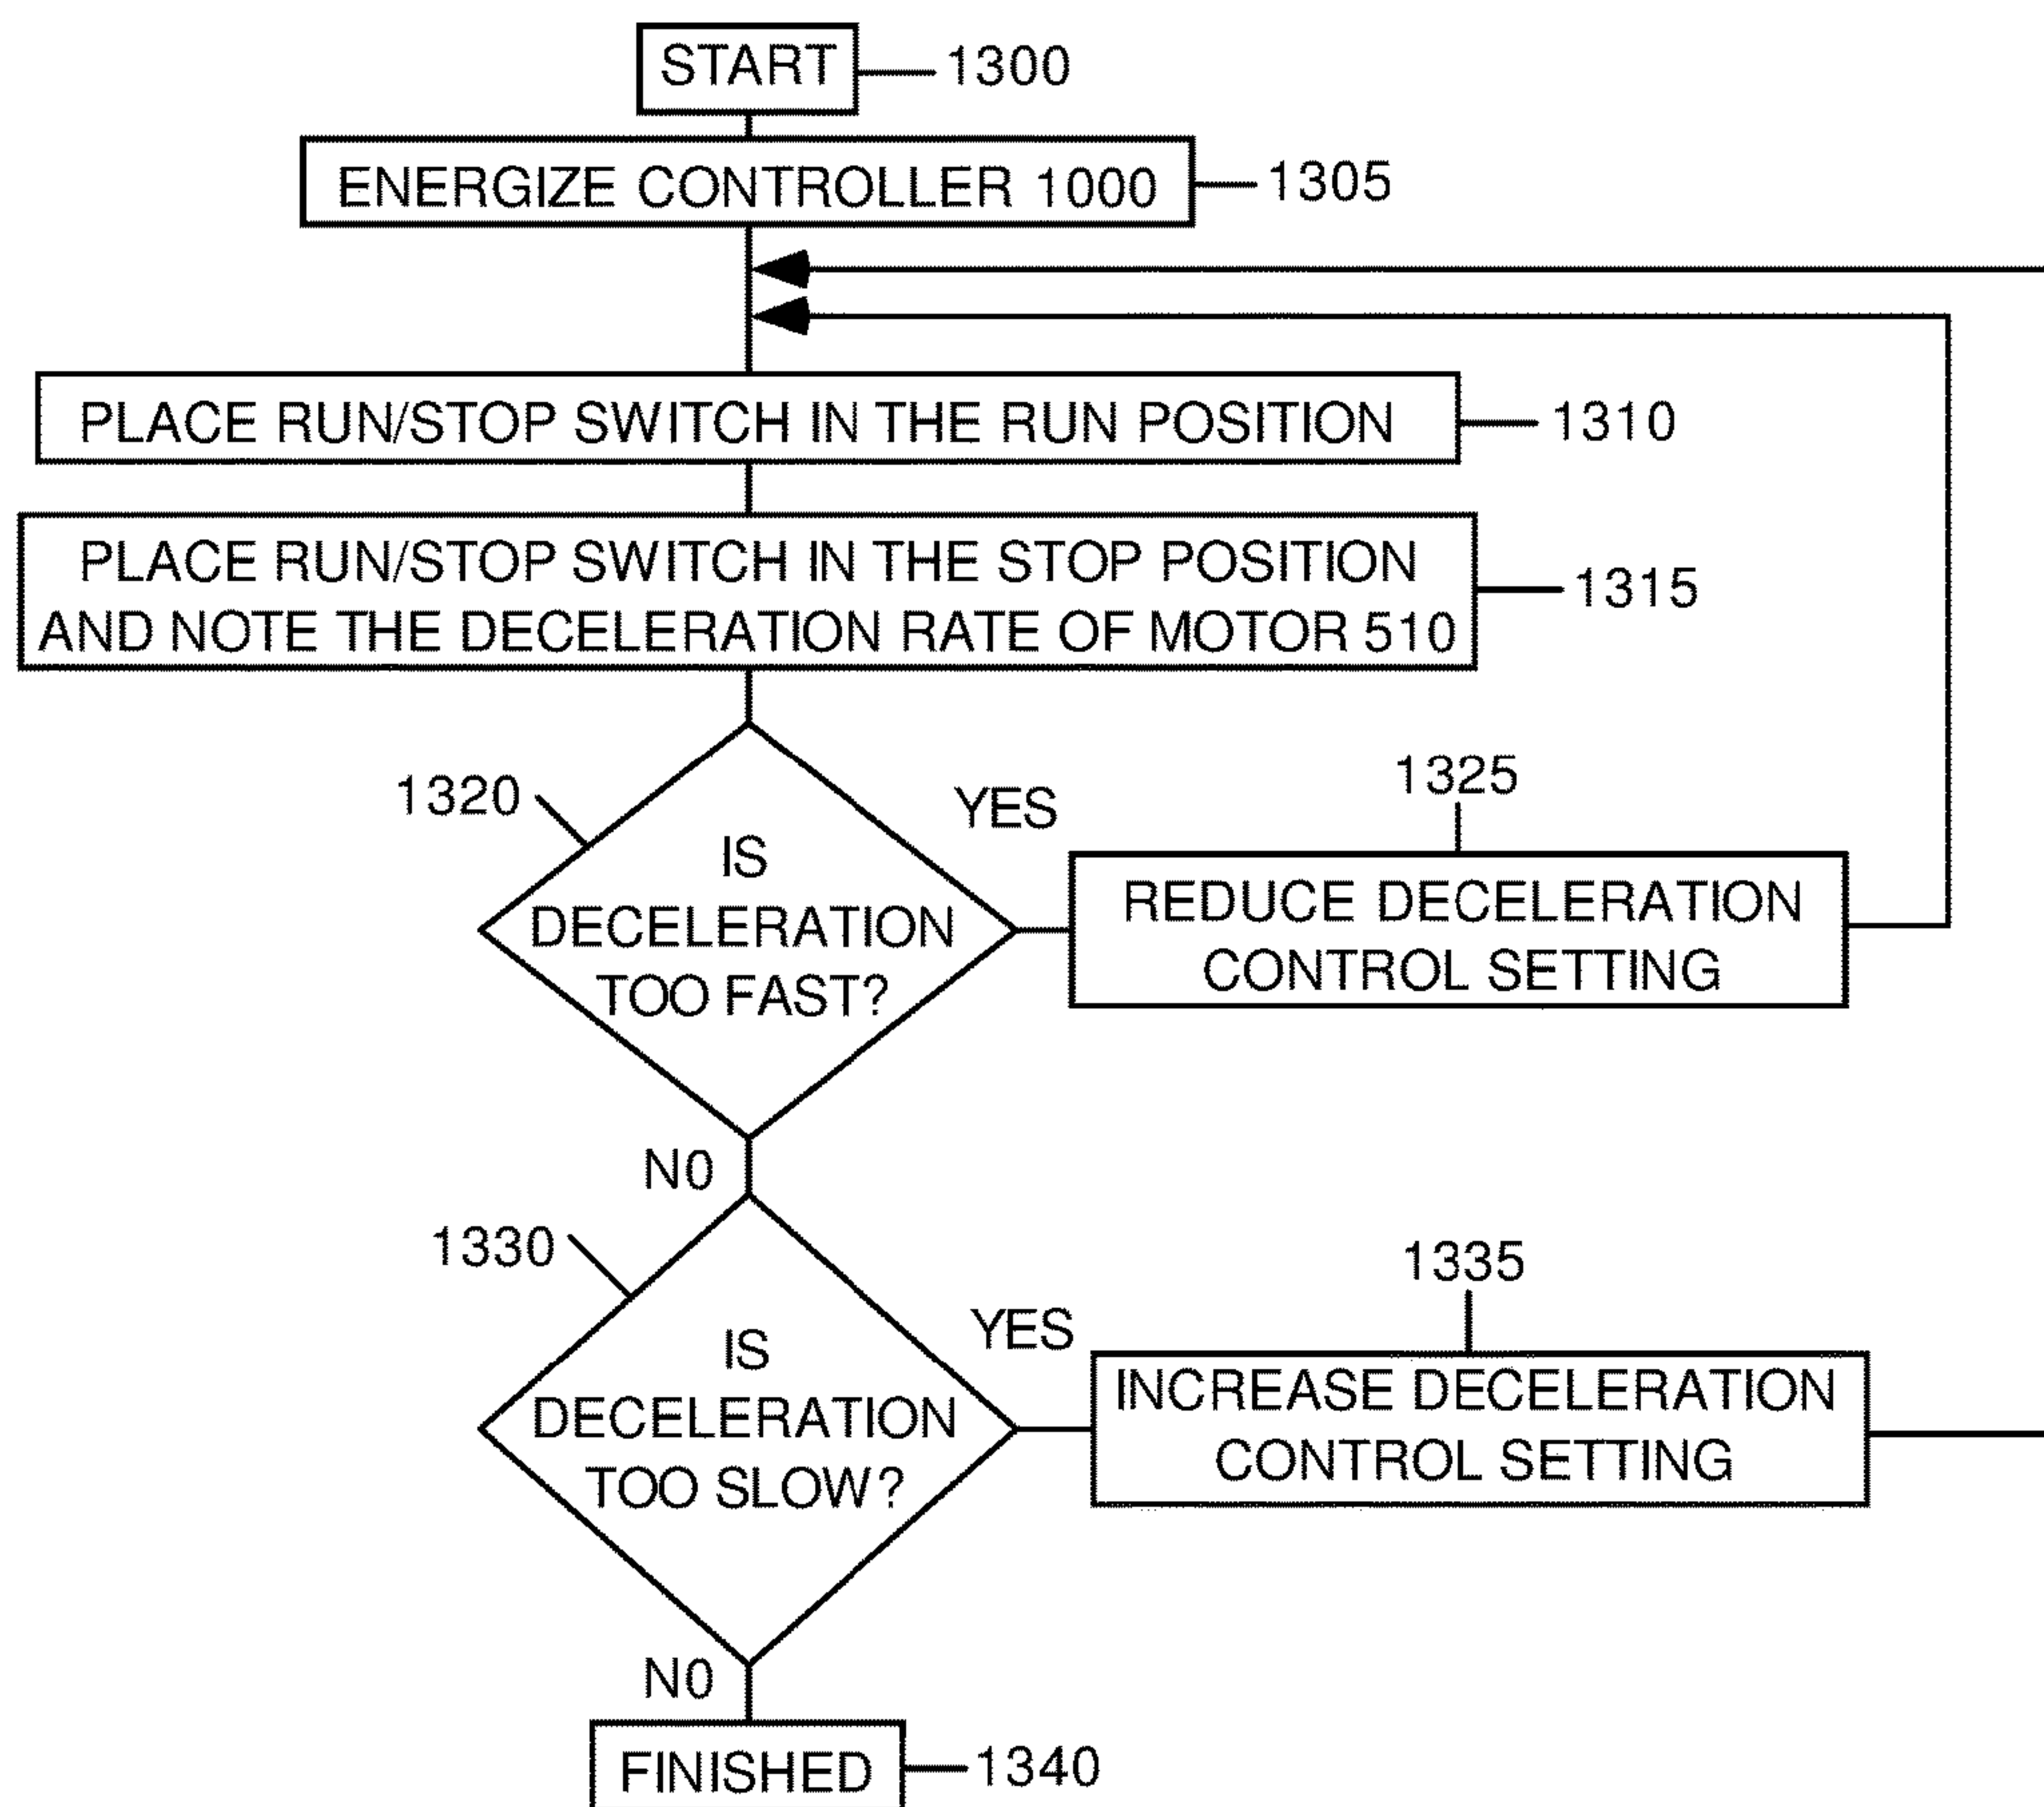 START
1300
ENERGIZE CONTROLLER 1000
1305
PLACE RUN/STOP SWITCH IN THE RUN POSITION
1310
PLACE RUN/STOP SWITCH IN THE STOP POSITION
AND NOTE THE DECELERATION RATE OF MOTOR 510
1315
1320
IS
DECELERATION
TOO FAST?
YES
1325
REDUCE DECELERATION
CONTROL SETTING
N0
1330
IS
DECELERATION
TOO SLOW?
YES
1335
INCREASE DECELERATION
CONTROL SETTING
N0
FINISHED
1340